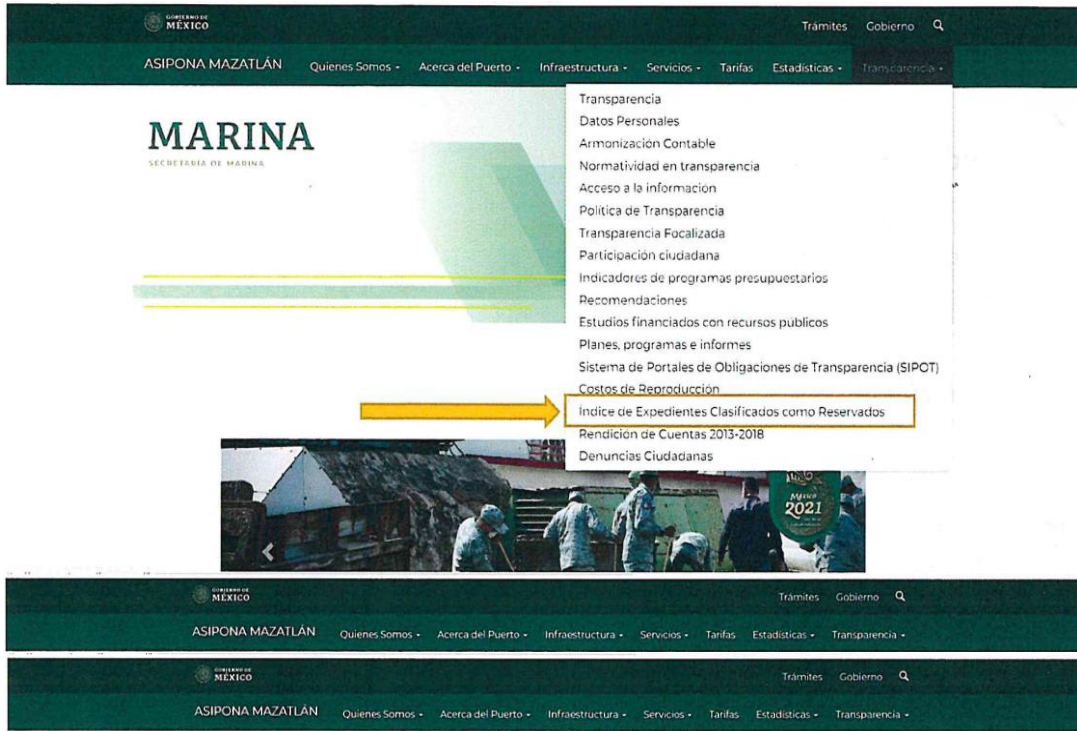 GOBIERNO DE
MÉXICO
Trámites Gobierno
ASIPONA MAZATLÁN Quienes Somos Acerca del Puerto Infraestructura Servicios Tarifas Estadísticas Transparencia
Transparencia
Datos Personales
Armonización Contable
Normatividad en transparencia
Acceso a la información
Política de Transparencia
Transparencia Focalizada
Participación ciudadana
Indicadores de programas presupuestarios
Recomendaciones
Estudios financiados con recursos públicos
Planes, programas e informes
Sistema de Portales de Obligaciones de Transparencia (SIPOT)
Costos de Reproducción
Índice de Expedientes Clasificados como Reservados
Rendición de Cuentas 2013-2018
Denuncias Ciudadanas
MARINA
SECRETARÍA DE MARINA
México
2021
GOBIERNO DE
MÉXICO
Trámites Gobierno
ASIPONA MAZATLÁN Quienes Somos Acerca del Puerto Infraestructura Servicios Tarifas Estadísticas Transparencia
GOBIERNO DE
MÉXICO
Trámites Gobierno
ASIPONA MAZATLÁN Quienes Somos Acerca del Puerto Infraestructura Servicios Tarifas Estadísticas Transparencia